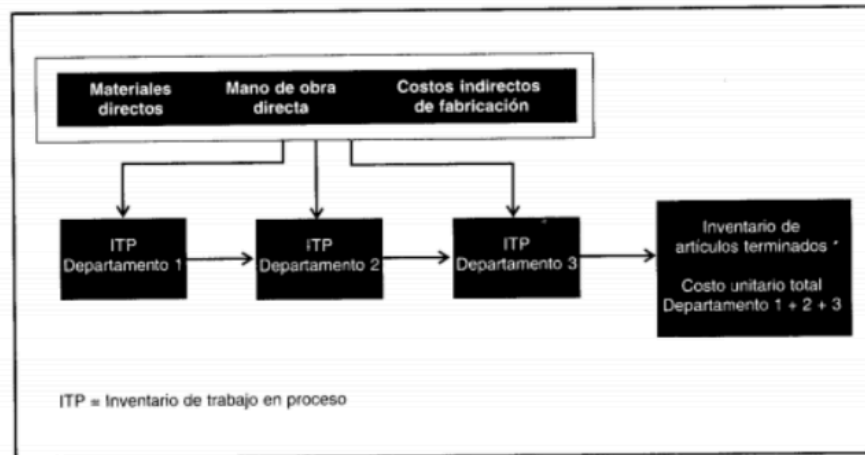 Materiales
directos
Mano de obra
directa
Costos indirectos
de fabricación
ITP
Departamento 1
ITP
Departamento 2
ITP
Departamento 3
Inventario de
artículos terminados
Costo unitario total
Departamento 1 + 2 + 3
ITP = Inventario de trabajo en proceso